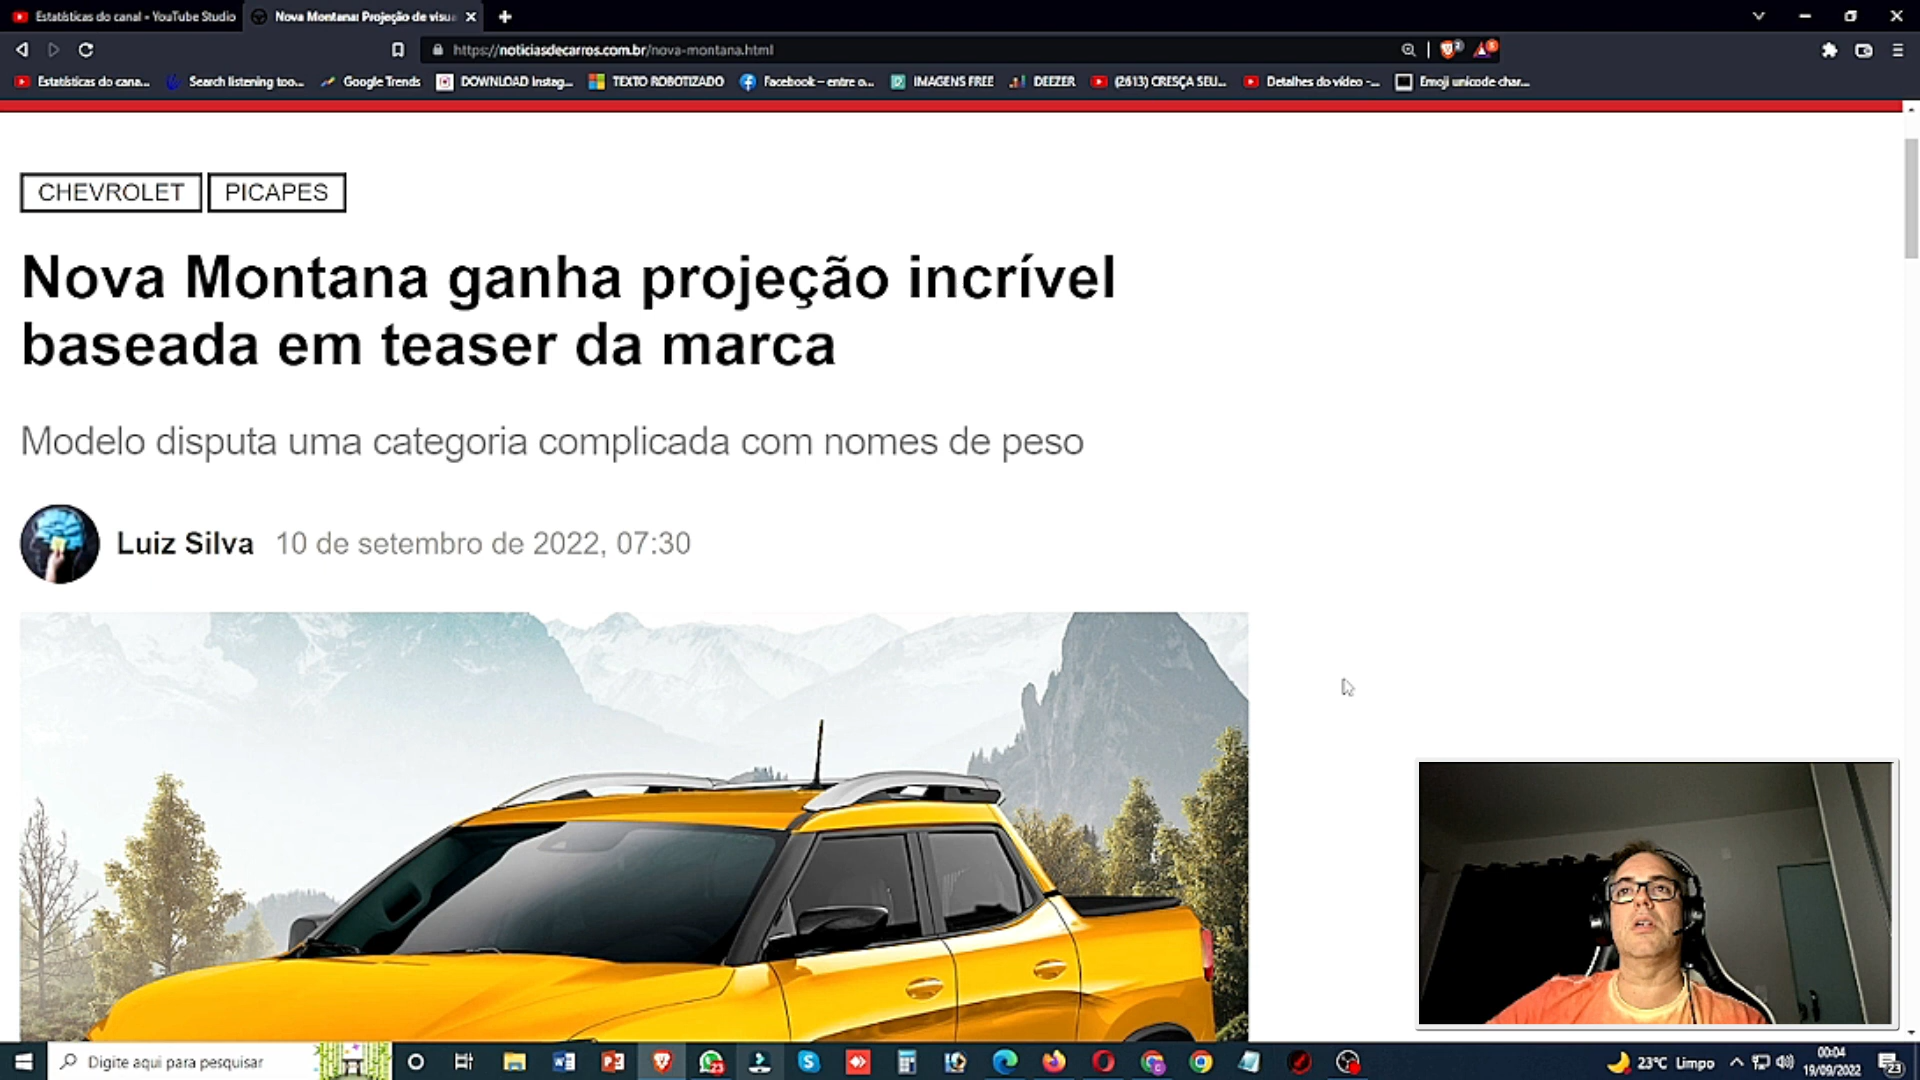 Estatísticas do canal - YouTube Studio
Nova Montana: Projeção de visu
https://noticiasdecarros.com.br/nova-montana.html
Estatísticas do cana...
Search listening too...
Google Trends
DOWNLOAD Instag...
TEXTO ROBOTIZADO
Facebook – entre o...
IMAGENS FREE
DEEZER
(2613) CRESÇA SEU...
Detalhes do vídeo -...
Emoji unicode char...
CHEVROLET
PICAPES
Nova Montana ganha projeção incrível
baseada em teaser da marca
Modelo disputa uma categoria complicada com nomes de peso
Luiz Silva 10 de setembro de 2022, 07:30
Digite aqui para pesquisar
23°C Limpo
00:04
19/09/2022
23